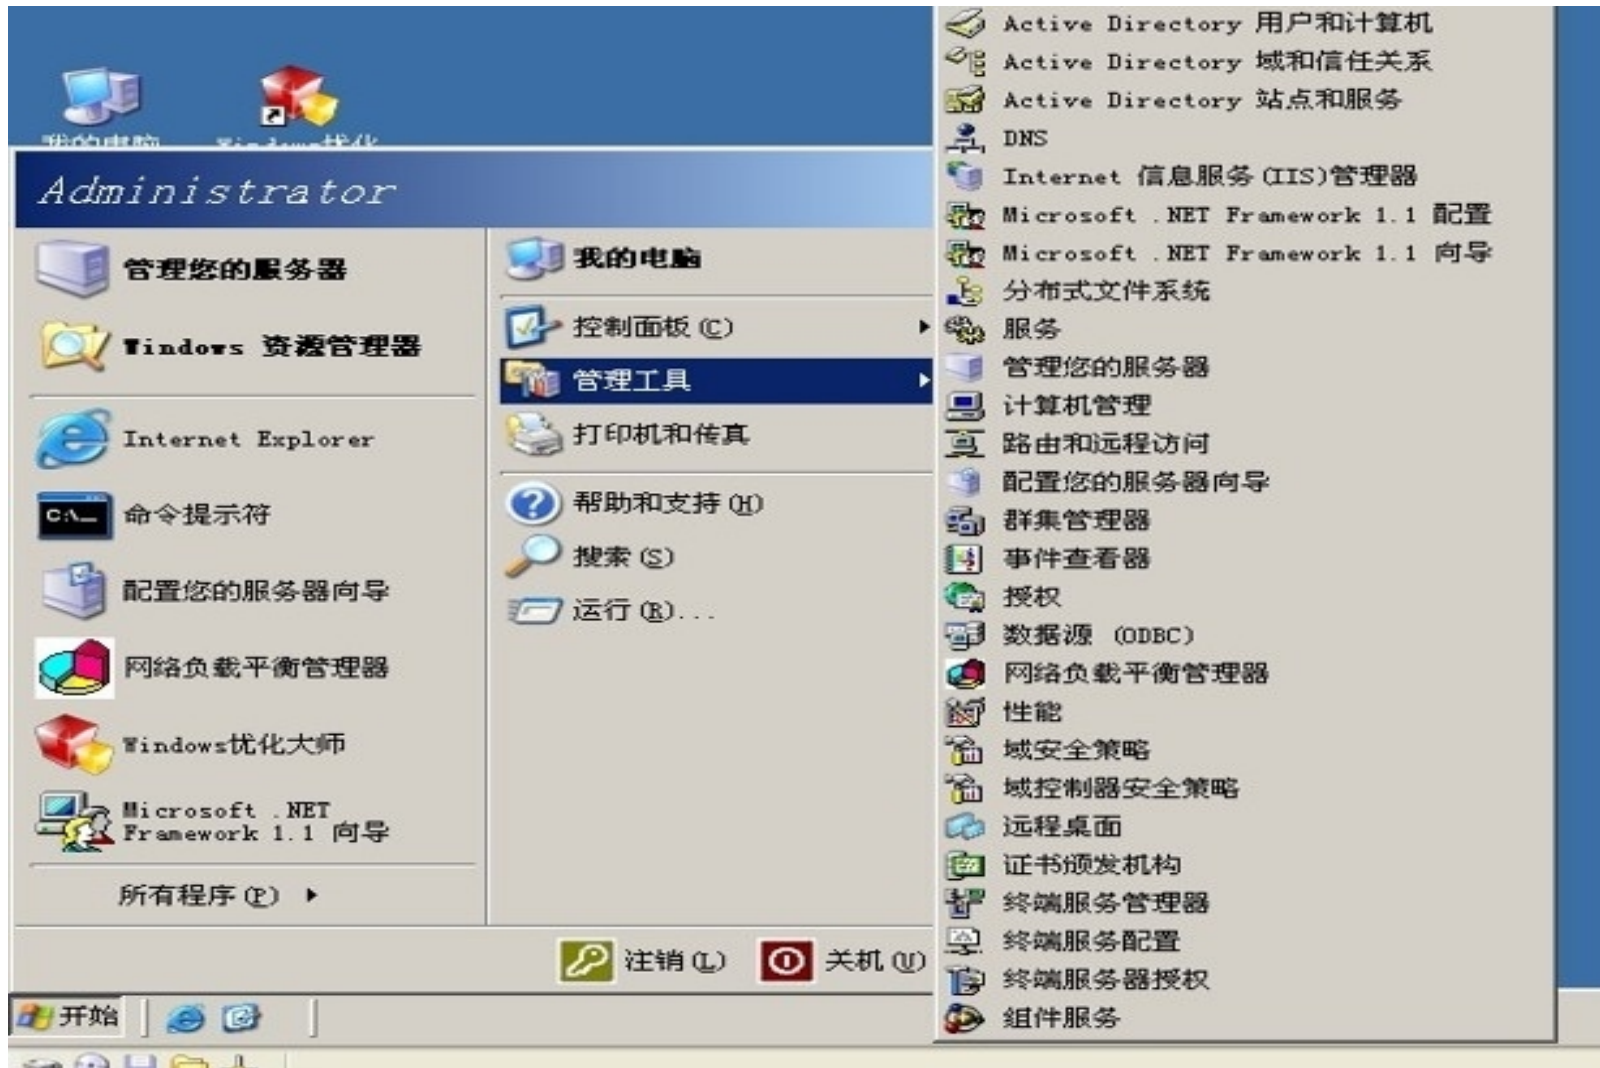 我的电脑
Windows优化
Administrator
管理您的服务器
Windows 资源管理器
Internet Explorer
C:\_
命令提示符
配置您的服务器向导
网络负载平衡管理器
Windows优化大师
Microsoft .NET
Framework 1.1 向导
所有程序(P)
我的电脑
控制面板(C)
管理工具
打印机和传真
帮助和支持(H)
搜索(S)
运行(R)...
注销(L)
关机(U)
开始
Active Directory 用户和计算机
Active Directory 域和信任关系
Active Directory 站点和服务
DNS
Internet 信息服务(IIS)管理器
Microsoft .NET Framework 1.1 配置
Microsoft .NET Framework 1.1 向导
分布式文件系统
服务
管理您的服务器
计算机管理
路由和远程访问
配置您的服务器向导
群集管理器
事件查看器
授权
数据源 (ODBC)
网络负载平衡管理器
性能
域安全策略
域控制器安全策略
远程桌面
证书颁发机构
终端服务管理器
终端服务配置
终端服务器授权
组件服务